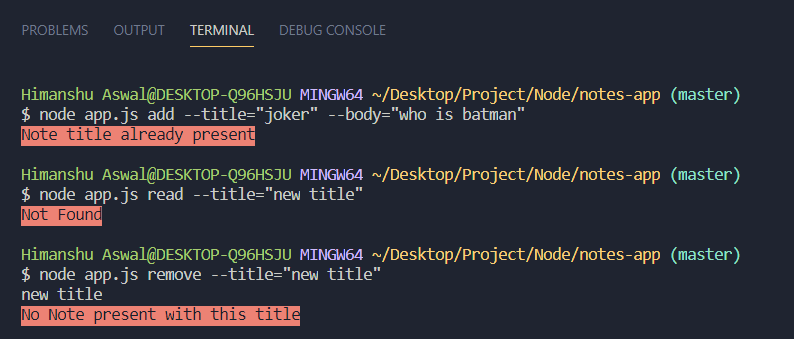 PROBLEMS OUTPUT TERMINAL DEBUG CONSOLE
Himanshu Aswal@DESKTOP-Q96HSJU MINGW64 ~/Desktop/Project/Node/notes-app (master)
$ node app.js add --title="joker" --body="who is batman"
Note title already present
Himanshu Aswal@DESKTOP-Q96HSJU MINGW64 ~/Desktop/Project/Node/notes-app (master)
$ node app.js read --title="new title"
Not Found
Himanshu Aswal@DESKTOP-Q96HSJU MINGW64 ~/Desktop/Project/Node/notes-app (master)
$ node app.js remove --title="new title"
new title
No Note present with this title